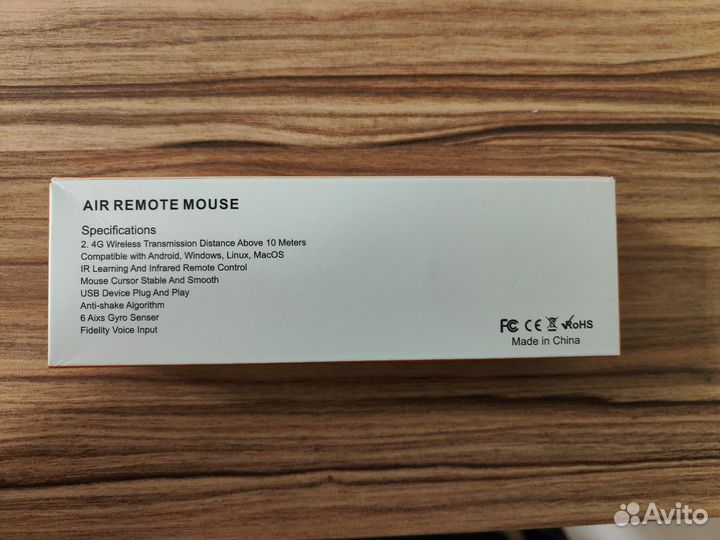 AIR REMOTE MOUSE
Specifications
2. 4G Wireless Transmission Distance Above 10 Meters
Compatible with Android, Windows, Linux, MacOS
IR Learning And Infrared Remote Control
Mouse Cursor Stable And Smooth
USB Device Plug And Play
Anti-shake Algorithm
6 Aixs Gyro Senser
Fidelity Voice Input
FC CE RoHS
Made in China
Avito